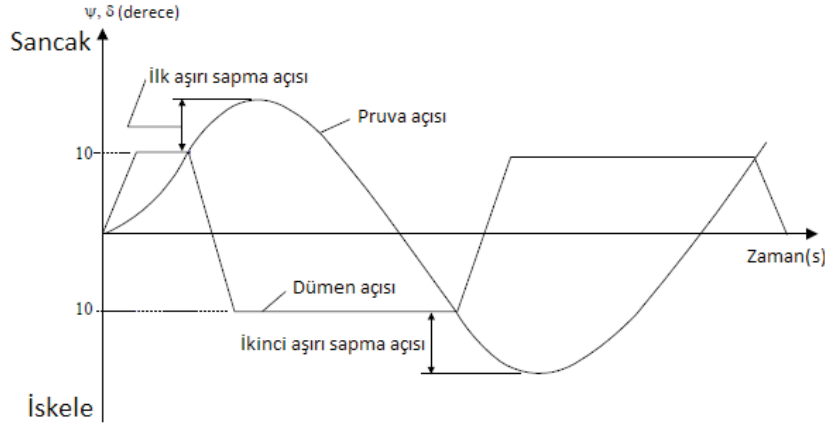 ψ, δ (derece)
Sancak
İlk aşırı sapma açısı
Pruva açısı
10
Zaman(s)
Dümen açısı
10
İkinci aşırı sapma açısı
İskele